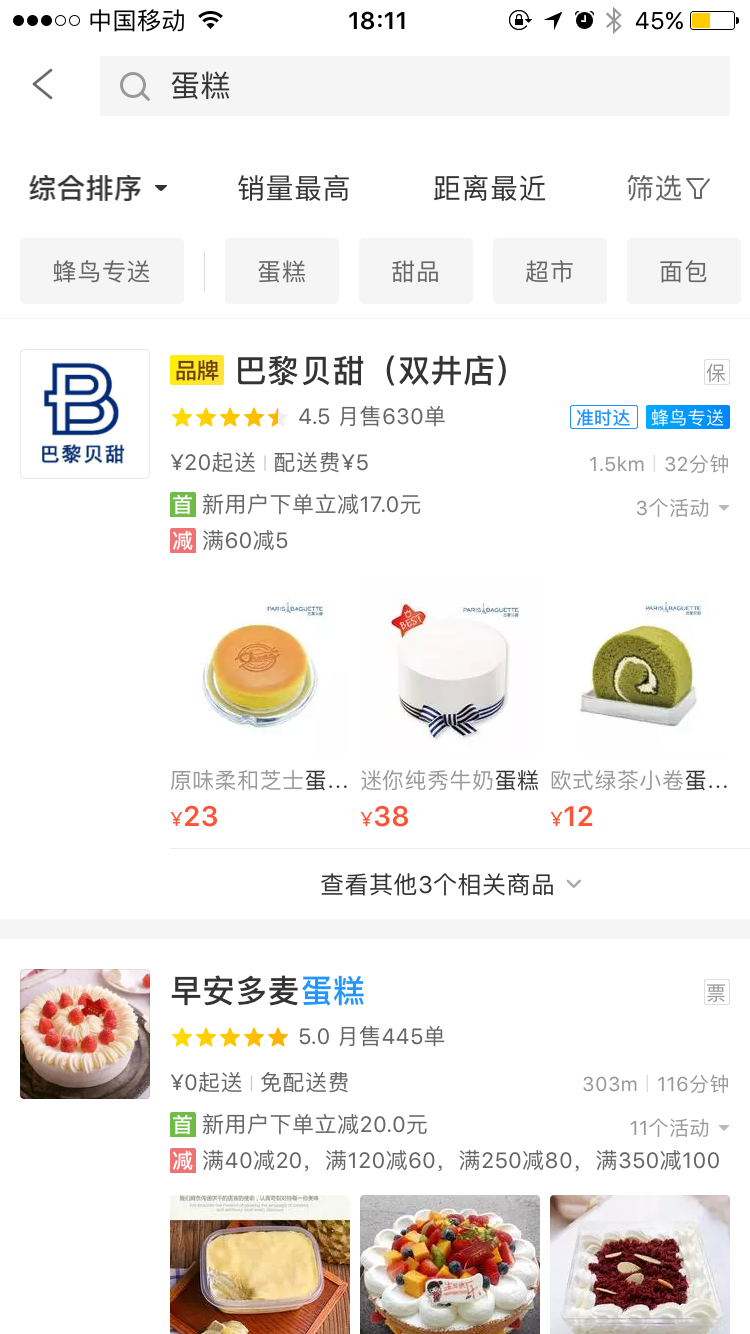 中国移动 18:11 45%
蛋糕
综合排序 销量最高 距离最近 筛选
蜂鸟专送 蛋糕 甜品 超市 面包
品牌 巴黎贝甜（双井店） 保
巴黎贝甜
4.5 月售630单 准时达 蜂鸟专送
¥20起送 配送费¥5 1.5km 32分钟
首 新用户下单立减17.0元 3个活动
减 满60减5
PARIS BAGUETTE PARIS BAGUETTE PARIS BAGUETTE
BEST
原味柔和芝士蛋... 迷你纯秀牛奶蛋糕 欧式绿茶小卷蛋...
¥23 ¥38 ¥12
查看其他3个相关商品
早安多麦蛋糕 票
5.0 月售445单
¥0起送 免配送费 303m 116分钟
首 新用户下单立减20.0元 11个活动
减 满40减20，满120减60，满250减80，满350减100